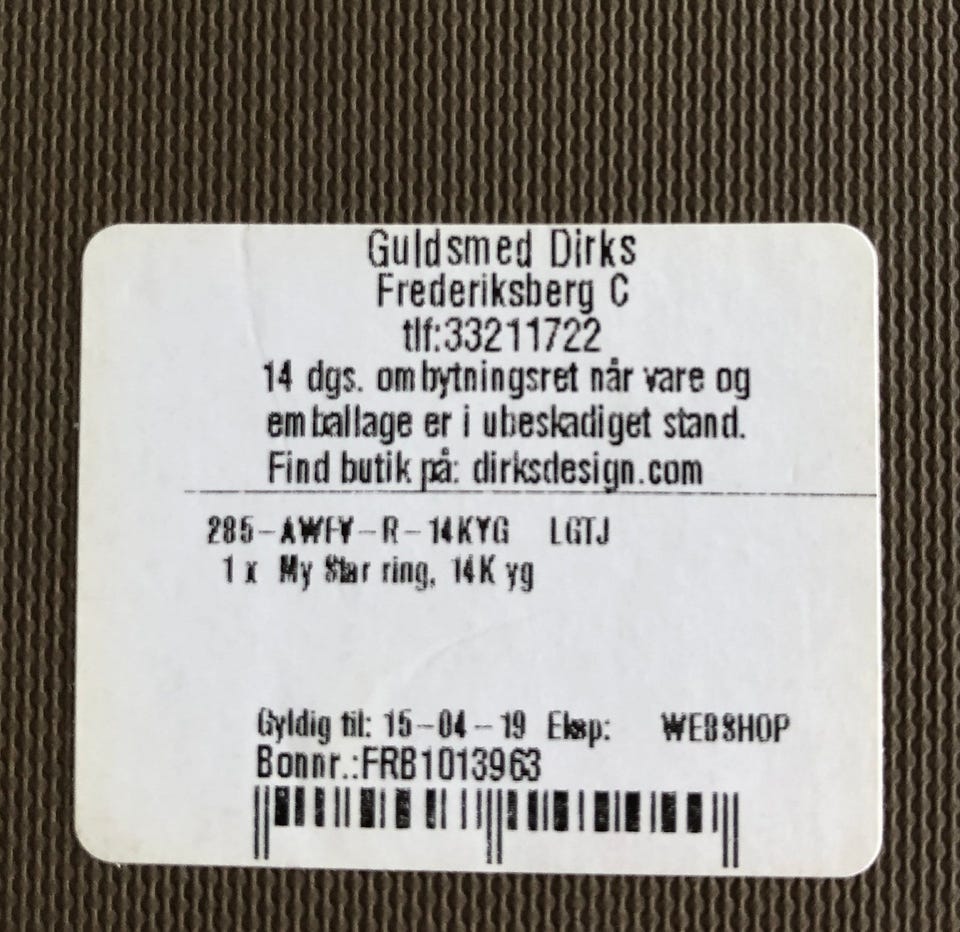 Guldsmed Dirks
Frederiksberg C
tlf:33211722
14 dgs. ombytningsret når vare og
emballage er i ubeskadiget stand.
Find butik på: dirksdesign.com
285-AWFY-R-14KYG LGTJ
1 x My Star ring, 14K yg
Gyldig til: 15-04-19 Eksp: WEBSHOP
Bonnr.:FRB1013963